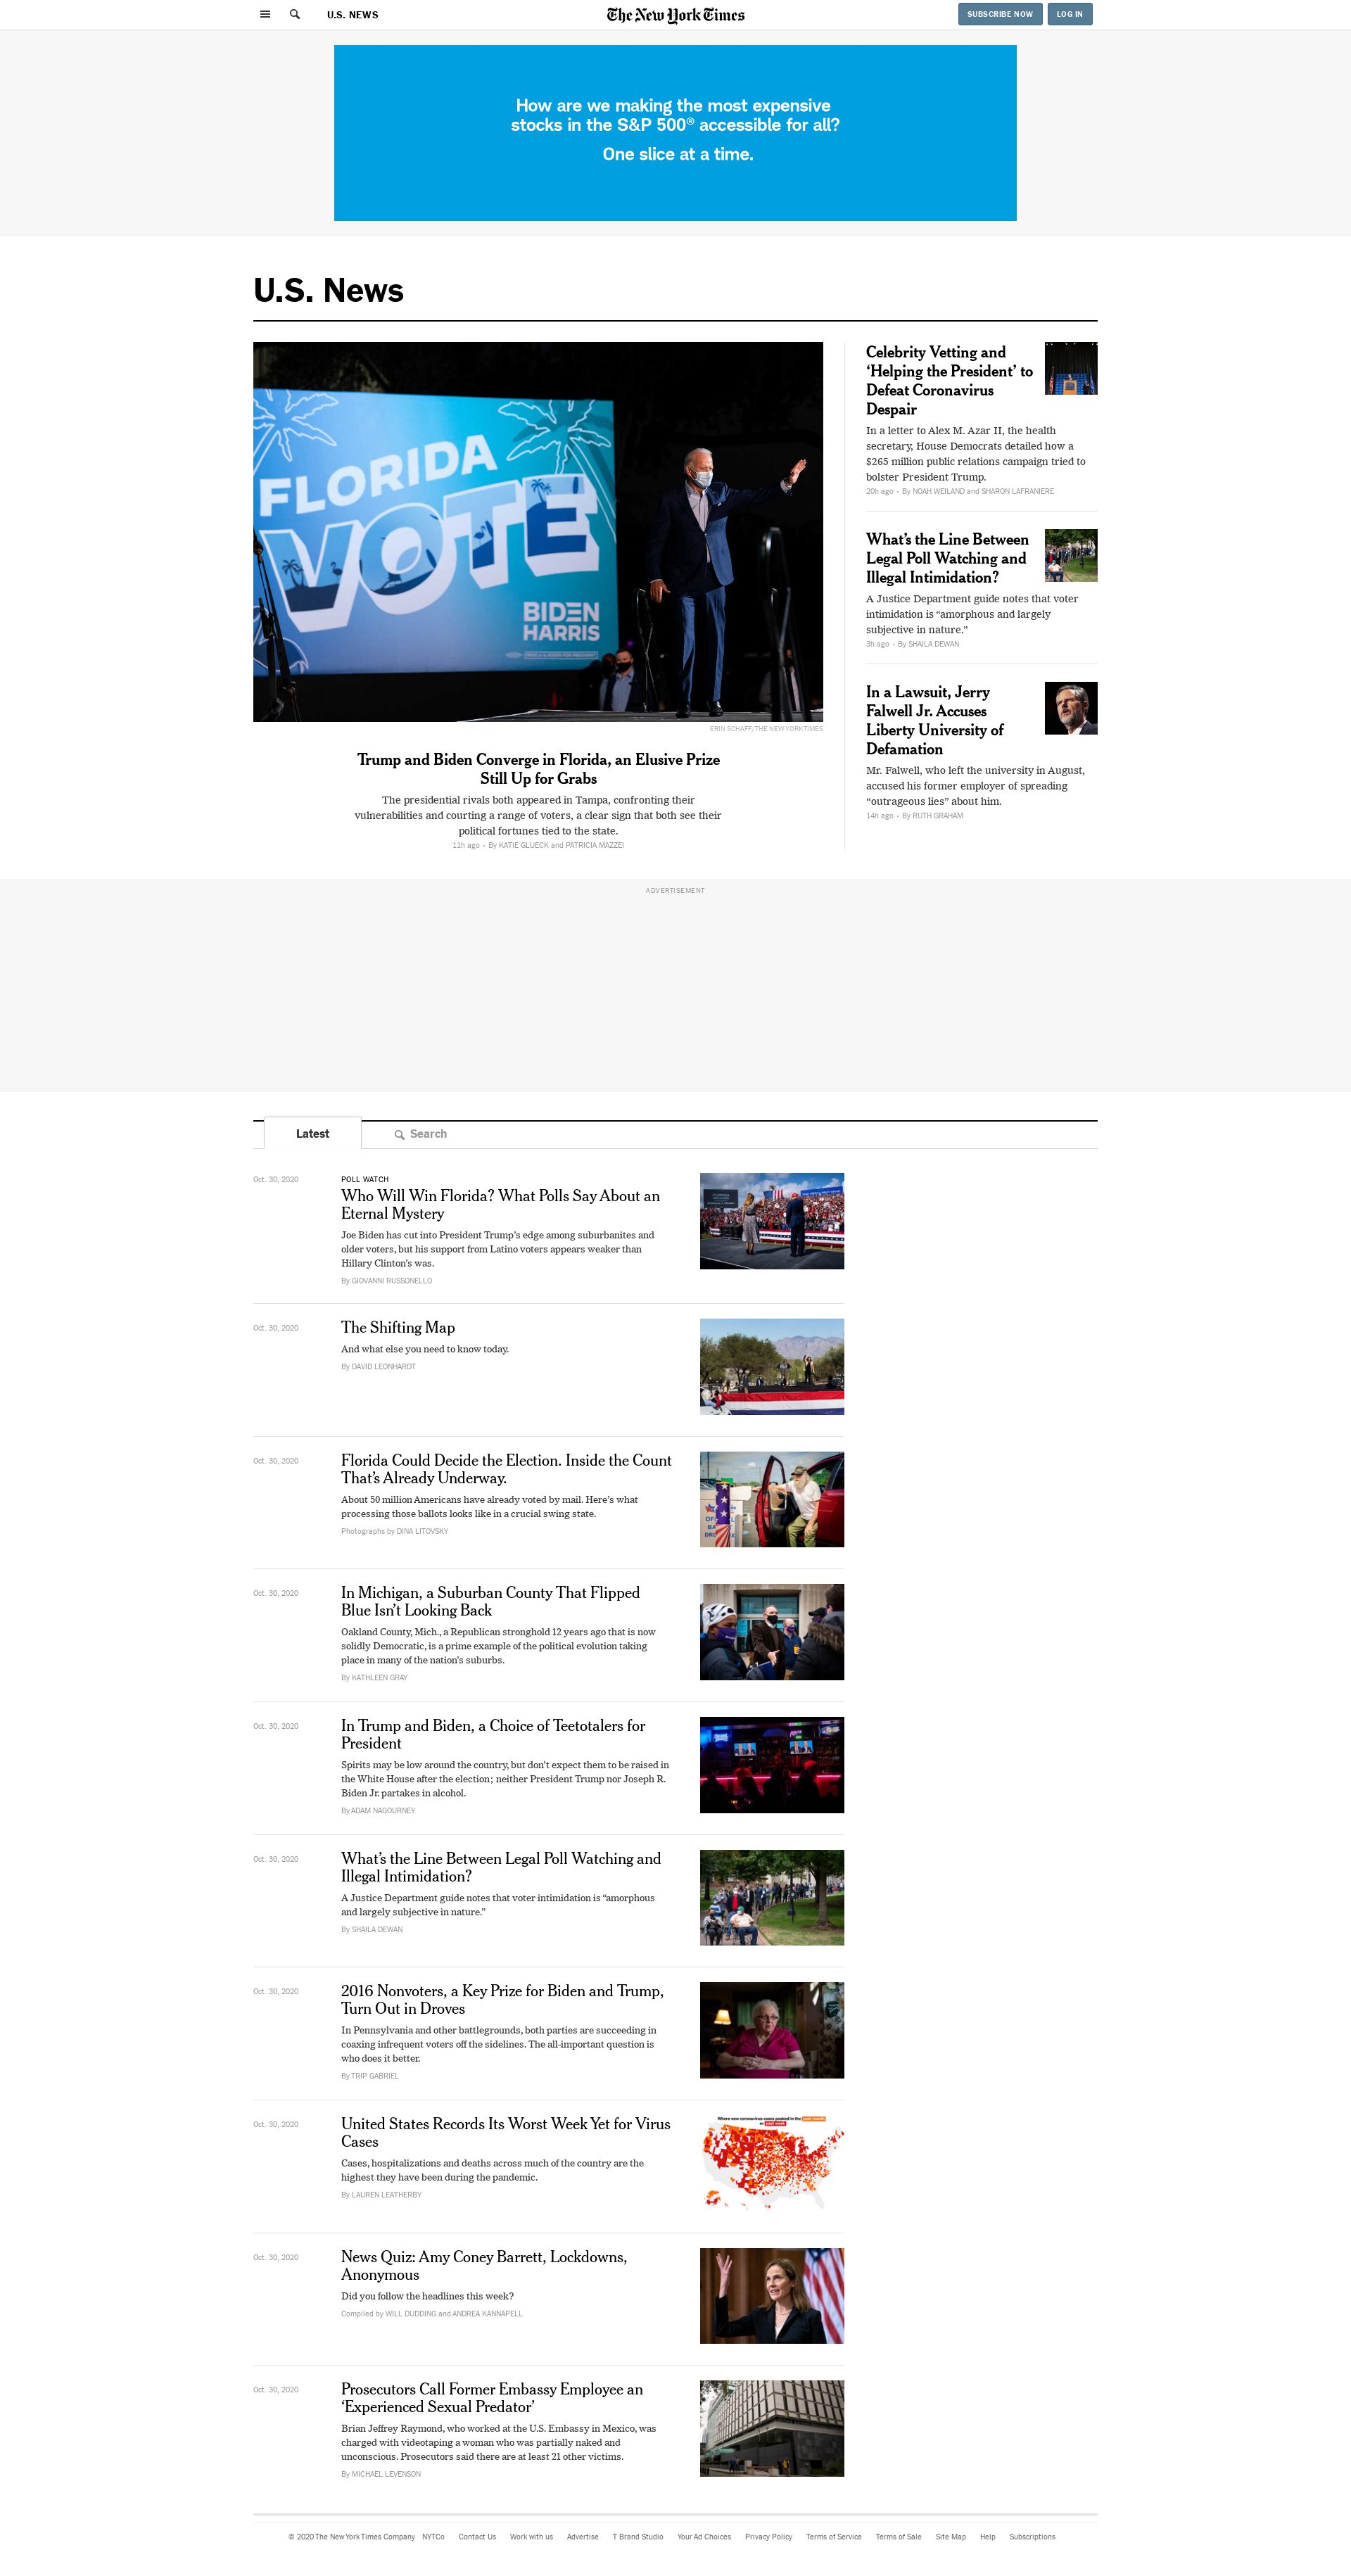 U.S. NEWS
The New York Times
SUBSCRIBE NOW
LOG IN
How are we making the most expensive
stocks in the S&P 500® accessible for all?
One slice at a time.
U.S. News
FLORIDA
VOTE
BIDEN
HARRIS
ERIN SCHAFF/THE NEW YORK TIMES
Trump and Biden Converge in Florida, an Elusive Prize
Still Up for Grabs
The presidential rivals both appeared in Tampa, confronting their
vulnerabilities and courting a range of voters, a clear sign that both see their
political fortunes tied to the state.
11h ago • By KATIE GLUECK and PATRICIA MAZZEI
Celebrity Vetting and
‘Helping the President’ to
Defeat Coronavirus
Despair
In a letter to Alex M. Azar II, the health
secretary, House Democrats detailed how a
$265 million public relations campaign tried to
bolster President Trump.
20h ago • By NOAH WEILAND and SHARON LAFRANIERE
What’s the Line Between
Legal Poll Watching and
Illegal Intimidation?
A Justice Department guide notes that voter
intimidation is “amorphous and largely
subjective in nature.”
3h ago • By SHAILA DEWAN
In a Lawsuit, Jerry
Falwell Jr. Accuses
Liberty University of
Defamation
Mr. Falwell, who left the university in August,
accused his former employer of spreading
“outrageous lies” about him.
14h ago • By RUTH GRAHAM
ADVERTISEMENT
Latest
Search
Oct. 30, 2020
POLL WATCH
Who Will Win Florida? What Polls Say About an
Eternal Mystery
Joe Biden has cut into President Trump’s edge among suburbanites and
older voters, but his support from Latino voters appears weaker than
Hillary Clinton’s was.
By GIOVANNI RUSSONELLO
Oct. 30, 2020
The Shifting Map
And what else you need to know today.
By DAVID LEONHARDT
Oct. 30, 2020
Florida Could Decide the Election. Inside the Count
That’s Already Underway.
About 50 million Americans have already voted by mail. Here’s what
processing those ballots looks like in a crucial swing state.
Photographs by DINA LITOVSKY
Oct. 30, 2020
In Michigan, a Suburban County That Flipped
Blue Isn’t Looking Back
Oakland County, Mich., a Republican stronghold 12 years ago that is now
solidly Democratic, is a prime example of the political evolution taking
place in many of the nation’s suburbs.
By KATHLEEN GRAY
Oct. 30, 2020
In Trump and Biden, a Choice of Teetotalers for
President
Spirits may be low around the country, but don’t expect them to be raised in
the White House after the election; neither President Trump nor Joseph R.
Biden Jr. partakes in alcohol.
By ADAM NAGOURNEY
Oct. 30, 2020
What’s the Line Between Legal Poll Watching and
Illegal Intimidation?
A Justice Department guide notes that voter intimidation is “amorphous
and largely subjective in nature.”
By SHAILA DEWAN
Oct. 30, 2020
2016 Nonvoters, a Key Prize for Biden and Trump,
Turn Out in Droves
In Pennsylvania and other battlegrounds, both parties are succeeding in
coaxing infrequent voters off the sidelines. The all-important question is
who does it better.
By TRIP GABRIEL
Oct. 30, 2020
United States Records Its Worst Week Yet for Virus
Cases
Cases, hospitalizations and deaths across much of the country are the
highest they have been during the pandemic.
By LAUREN LEATHERBY
Where new coronavirus cases peaked in the past month
or past week
Oct. 30, 2020
News Quiz: Amy Coney Barrett, Lockdowns,
Anonymous
Did you follow the headlines this week?
Compiled by WILL DUDDING and ANDREA KANNAPELL
Oct. 30, 2020
Prosecutors Call Former Embassy Employee an
‘Experienced Sexual Predator’
Brian Jeffrey Raymond, who worked at the U.S. Embassy in Mexico, was
charged with videotaping a woman who was partially naked and
unconscious. Prosecutors said there are at least 21 other victims.
By MICHAEL LEVENSON
© 2020 The New York Times Company NYTCo Contact Us Work with us Advertise T Brand Studio Your Ad Choices Privacy Policy Terms of Service Terms of Sale Site Map Help Subscriptions